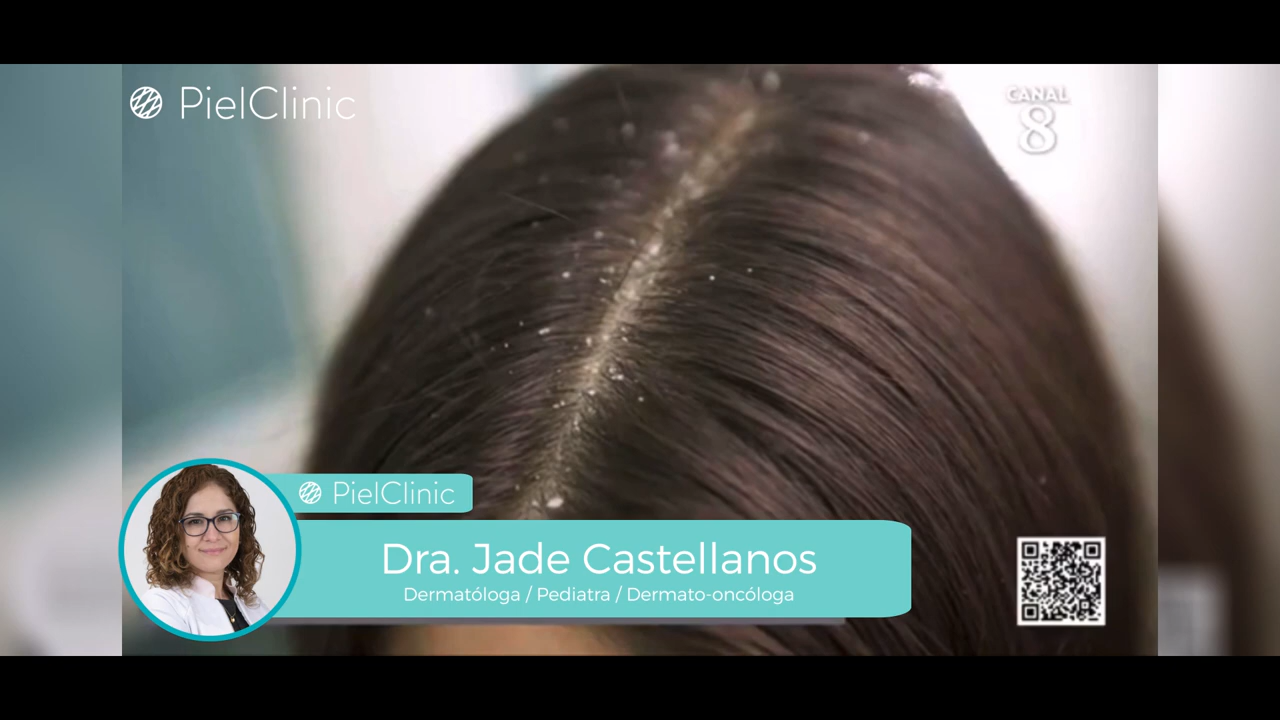 PielClinic
CANAL
8
PielClinic
Dra. Jade Castellanos
Dermatóloga / Pediatra / Dermato-oncóloga